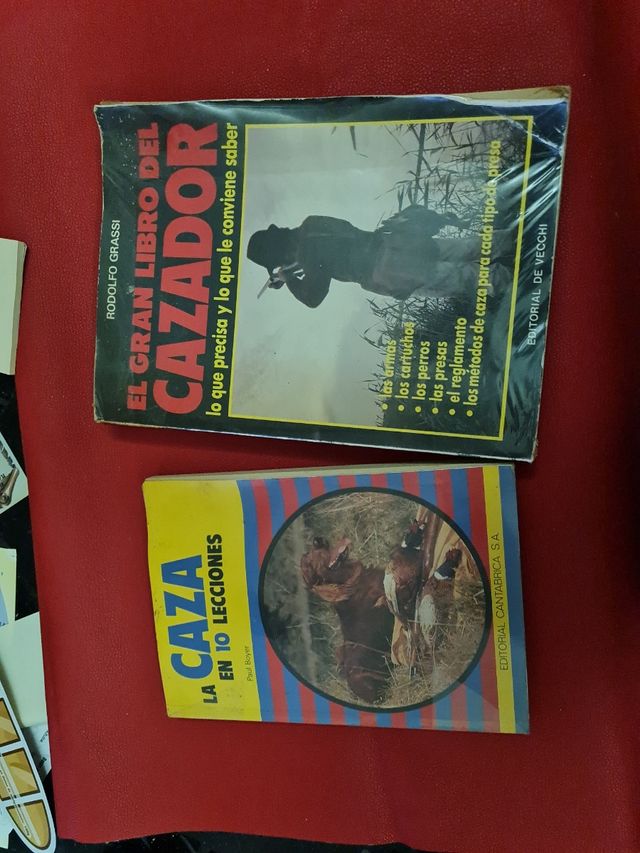 RODOLFO GRASSI
EL GRAN LIBRO DEL
CAZADOR
lo que precisa y lo que le conviene saber
• las armas
• los cartuchos
• los perros
• las presas
• el reglamento
• los métodos de caza para cada tipo de presa
EDITORIAL DE VECCHI
LA CAZA
EN 10 LECCIONES
Paul Boyer
EDITORIAL CANTABRICA S.A.